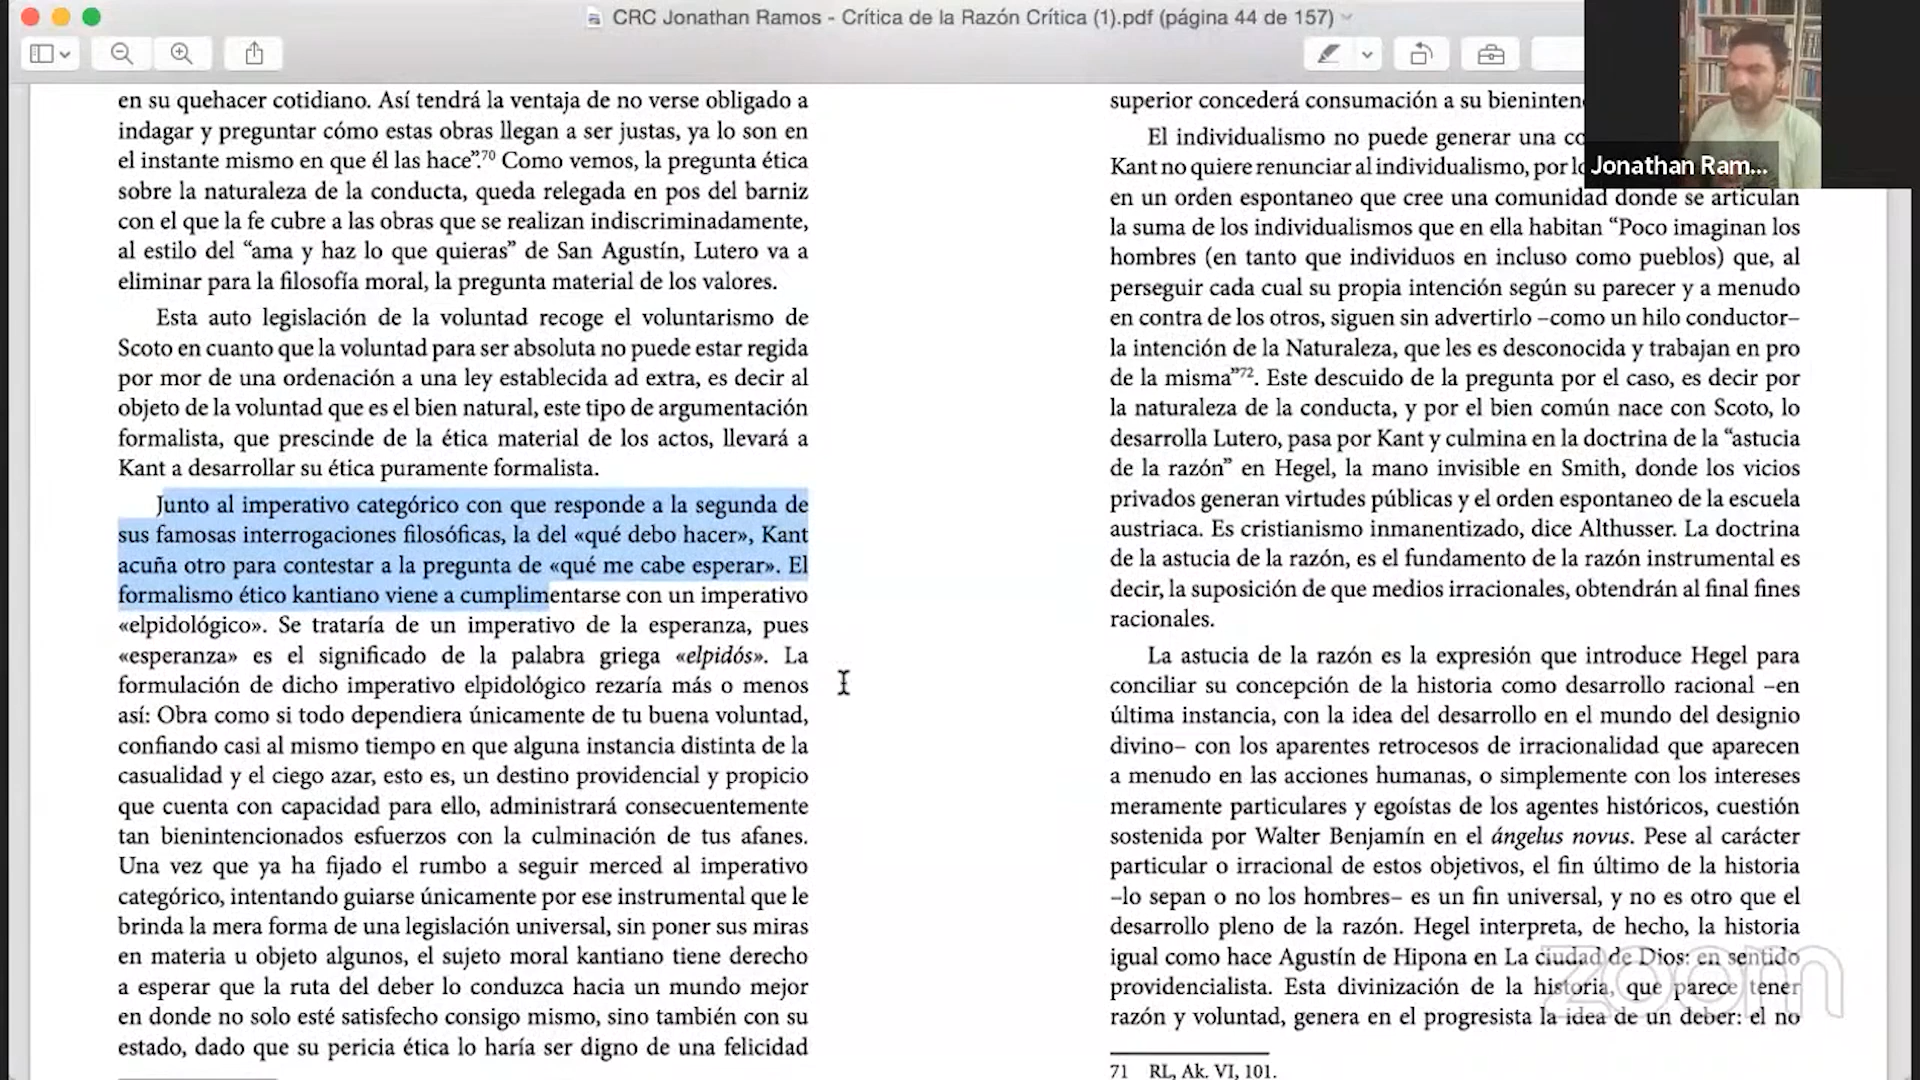 CRC Jonathan Ramos - Crítica de la Razón Crítica (1).pdf (página 44 de 157)
Jonathan Ram...
en su quehacer cotidiano. Así tendrá la ventaja de no verse obligado a
indagar y preguntar cómo estas obras llegan a ser justas, ya lo son en
el instante mismo en que él las hace”.70 Como vemos, la pregunta ética
sobre la naturaleza de la conducta, queda relegada en pos del barniz
con el que la fe cubre a las obras que se realizan indiscriminadamente,
al estilo del “ama y haz lo que quieras” de San Agustín, Lutero va a
eliminar para la filosofía moral, la pregunta material de los valores.
Esta auto legislación de la voluntad recoge el voluntarismo de
Scoto en cuanto que la voluntad para ser absoluta no puede estar regida
por mor de una ordenación a una ley establecida ad extra, es decir al
objeto de la voluntad que es el bien natural, este tipo de argumentación
formalista, que prescinde de la ética material de los actos, llevará a
Kant a desarrollar su ética puramente formalista.
Junto al imperativo categórico con que responde a la segunda de
sus famosas interrogaciones filosóficas, la del «qué debo hacer», Kant
acuña otro para contestar a la pregunta de «qué me cabe esperar». El
formalismo ético kantiano viene a cumplimentarse con un imperativo
«elpidológico». Se trataría de un imperativo de la esperanza, pues
«esperanza» es el significado de la palabra griega «elpidós». La
formulación de dicho imperativo elpidológico rezaría más o menos
así: Obra como si todo dependiera únicamente de tu buena voluntad,
confiando casi al mismo tiempo en que alguna instancia distinta de la
casualidad y el ciego azar, esto es, un destino providencial y propicio
que cuenta con capacidad para ello, administrará consecuentemente
tan bienintencionados esfuerzos con la culminación de tus afanes.
Una vez que ya ha fijado el rumbo a seguir merced al imperativo
categórico, intentando guiarse únicamente por ese instrumental que le
brinda la mera forma de una legislación universal, sin poner sus miras
en materia u objeto algunos, el sujeto moral kantiano tiene derecho
a esperar que la ruta del deber lo conduzca hacia un mundo mejor
en donde no solo esté satisfecho consigo mismo, sino también con su
estado, dado que su pericia ética lo haría ser digno de una felicidad
superior concederá consumación a su bieninten
El individualismo no puede generar una co
Kant no quiere renunciar al individualismo, por lo
en un orden espontaneo que cree una comunidad donde se articulan
la suma de los individualismos que en ella habitan “Poco imaginan los
hombres (en tanto que individuos en incluso como pueblos) que, al
perseguir cada cual su propia intención según su parecer y a menudo
en contra de los otros, siguen sin advertirlo –como un hilo conductor–
la intención de la Naturaleza, que les es desconocida y trabajan en pro
de la misma”72. Este descuido de la pregunta por el caso, es decir por
la naturaleza de la conducta, y por el bien común nace con Scoto, lo
desarrolla Lutero, pasa por Kant y culmina en la doctrina de la “astucia
de la razón” en Hegel, la mano invisible en Smith, donde los vicios
privados generan virtudes públicas y el orden espontaneo de la escuela
austriaca. Es cristianismo inmanentizado, dice Althusser. La doctrina
de la astucia de la razón, es el fundamento de la razón instrumental es
decir, la suposición de que medios irracionales, obtendrán al final fines
racionales.
La astucia de la razón es la expresión que introduce Hegel para
conciliar su concepción de la historia como desarrollo racional –en
última instancia, con la idea del desarrollo en el mundo del designio
divino– con los aparentes retrocesos de irracionalidad que aparecen
a menudo en las acciones humanas, o simplemente con los intereses
meramente particulares y egoístas de los agentes históricos, cuestión
sostenida por Walter Benjamín en el ángelus novus. Pese al carácter
particular o irracional de estos objetivos, el fin último de la historia
–lo sepan o no los hombres– es un fin universal, y no es otro que el
desarrollo pleno de la razón. Hegel interpreta, de hecho, la historia
igual como hace Agustín de Hipona en La ciudad de Dios: en sentido
providencialista. Esta divinización de la historia, que parece tener
razón y voluntad, genera en el progresista la idea de un deber: el no
71 RL, Ak. VI, 101.
zoom